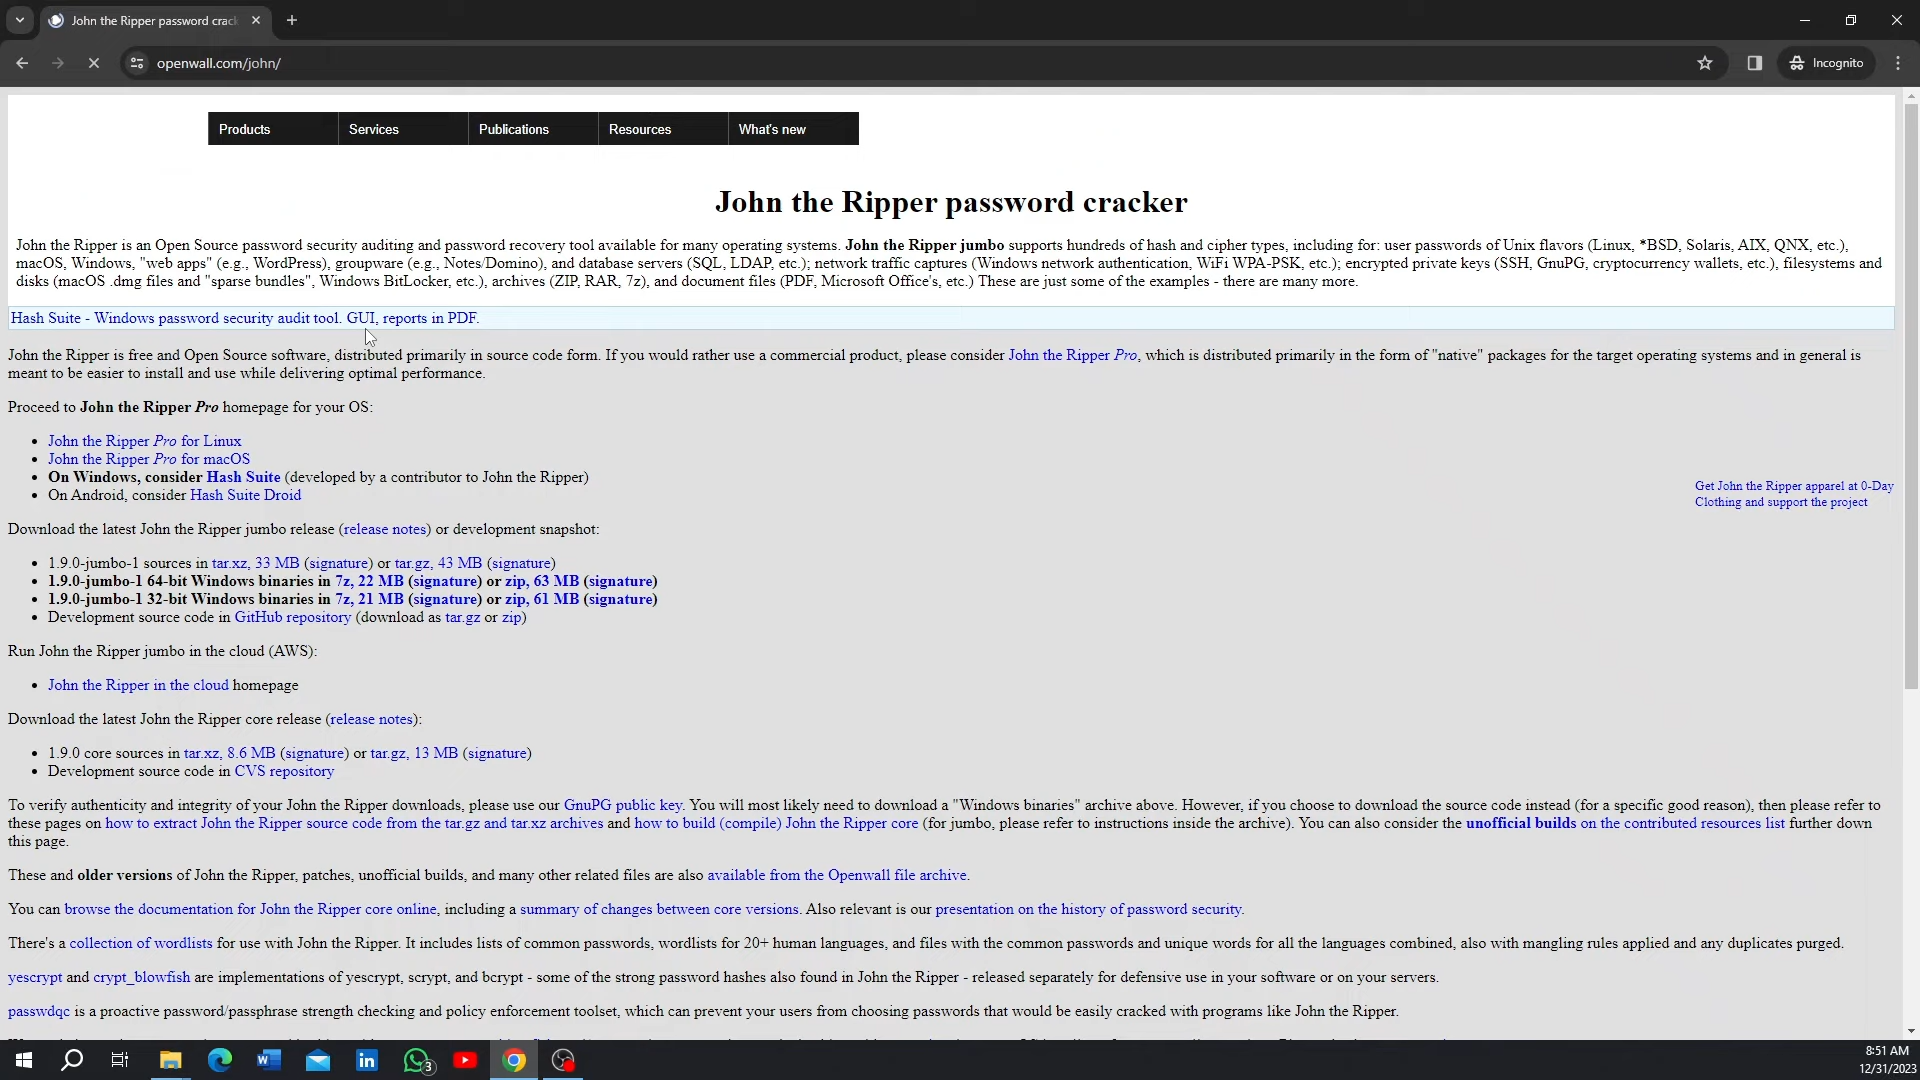 John the Ripper password crack
openwall.com/john/
Incognito
Products
Services
Publications
Resources
What's new
John the Ripper password cracker
John the Ripper is an Open Source password security auditing and password recovery tool available for many operating systems. John the Ripper jumbo supports hundreds of hash and cipher types, including for: user passwords of Unix flavors (Linux, *BSD, Solaris, AIX, QNX, etc.),
macOS, Windows, "web apps" (e.g., WordPress), groupware (e.g., Notes/Domino), and database servers (SQL, LDAP, etc.); network traffic captures (Windows network authentication, WiFi WPA-PSK, etc.); encrypted private keys (SSH, GnuPG, cryptocurrency wallets, etc.), filesystems and
disks (macOS .dmg files and "sparse bundles", Windows BitLocker, etc.), archives (ZIP, RAR, 7z), and document files (PDF, Microsoft Office's, etc.) These are just some of the examples - there are many more.
Hash Suite - Windows password security audit tool. GUI, reports in PDF.
John the Ripper is free and Open Source software, distributed primarily in source code form. If you would rather use a commercial product, please consider John the Ripper Pro, which is distributed primarily in the form of "native" packages for the target operating systems and in general is
meant to be easier to install and use while delivering optimal performance.
Proceed to John the Ripper Pro homepage for your OS:
John the Ripper Pro for Linux
John the Ripper Pro for macOS
On Windows, consider Hash Suite (developed by a contributor to John the Ripper)
On Android, consider Hash Suite Droid
Get John the Ripper apparel at 0-Day
Clothing and support the project
Download the latest John the Ripper jumbo release (release notes) or development snapshot:
1.9.0-jumbo-1 sources in tar.xz, 33 MB (signature) or tar.gz, 43 MB (signature)
1.9.0-jumbo-1 64-bit Windows binaries in 7z, 22 MB (signature) or zip, 63 MB (signature)
1.9.0-jumbo-1 32-bit Windows binaries in 7z, 21 MB (signature) or zip, 61 MB (signature)
Development source code in GitHub repository (download as tar.gz or zip)
Run John the Ripper jumbo in the cloud (AWS):
John the Ripper in the cloud homepage
Download the latest John the Ripper core release (release notes):
1.9.0 core sources in tar.xz, 8.6 MB (signature) or tar.gz, 13 MB (signature)
Development source code in CVS repository
To verify authenticity and integrity of your John the Ripper downloads, please use our GnuPG public key. You will most likely need to download a "Windows binaries" archive above. However, if you choose to download the source code instead (for a specific good reason), then please refer to
these pages on how to extract John the Ripper source code from the tar.gz and tar.xz archives and how to build (compile) John the Ripper core (for jumbo, please refer to instructions inside the archive). You can also consider the unofficial builds on the contributed resources list further down
this page.
These and older versions of John the Ripper, patches, unofficial builds, and many other related files are also available from the Openwall file archive.
You can browse the documentation for John the Ripper core online, including a summary of changes between core versions. Also relevant is our presentation on the history of password security.
There's a collection of wordlists for use with John the Ripper. It includes lists of common passwords, wordlists for 20+ human languages, and files with the common passwords and unique words for all the languages combined, also with mangling rules applied and any duplicates purged.
yescrypt and crypt_blowfish are implementations of yescrypt, scrypt, and bcrypt - some of the strong password hashes also found in John the Ripper - released separately for defensive use in your software or on your servers.
passwdqc is a proactive password/passphrase strength checking and policy enforcement toolset, which can prevent your users from choosing passwords that would be easily cracked with programs like John the Ripper.
W
in
3
8:51 AM
12/31/2023